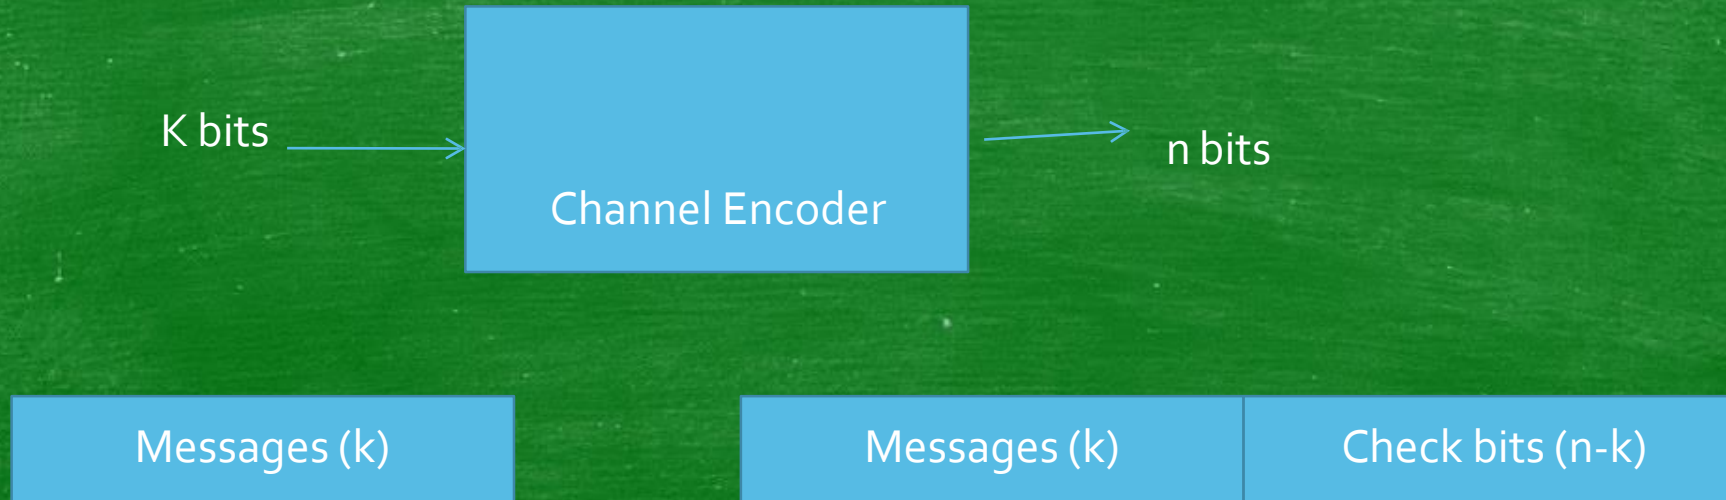 K bits
n bits
Channel Encoder
Messages (k)
Messages (k)
Check bits (n-k)